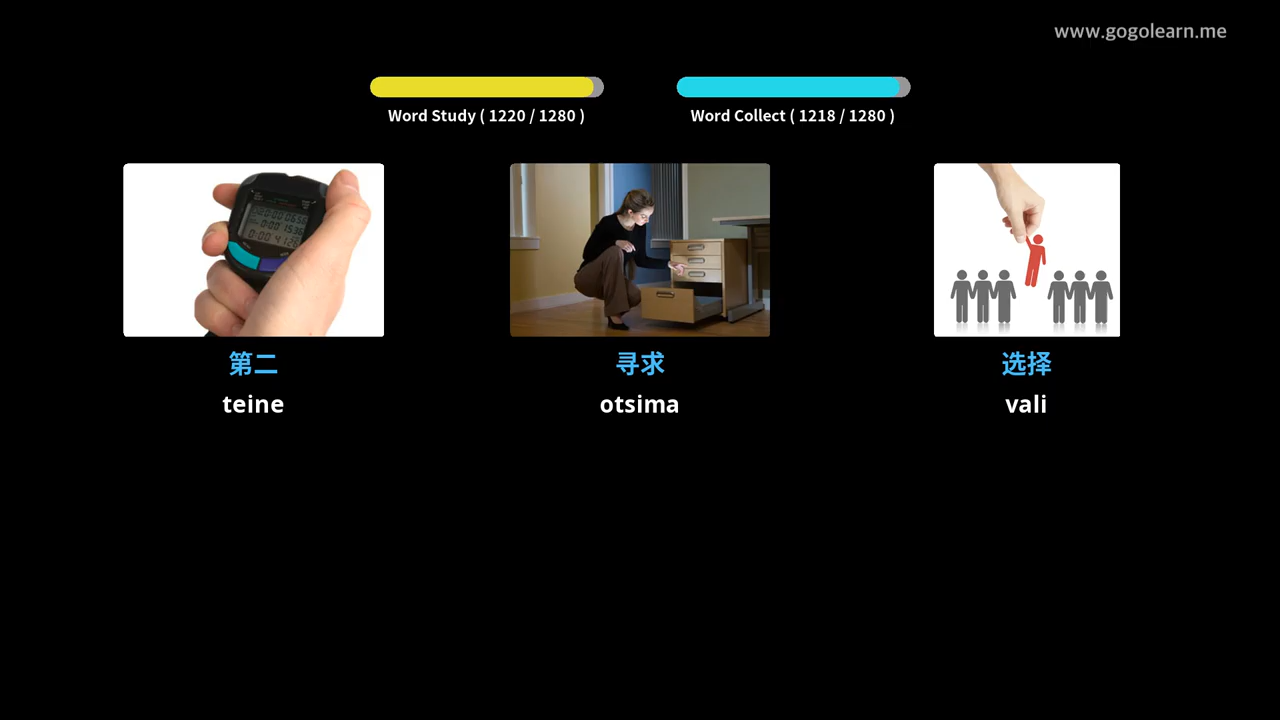 www.gogolearn.me
Word Study ( 1220 / 1280 )
Word Collect ( 1218 / 1280 )
第二
寻求
选择
teine
otsima
vali